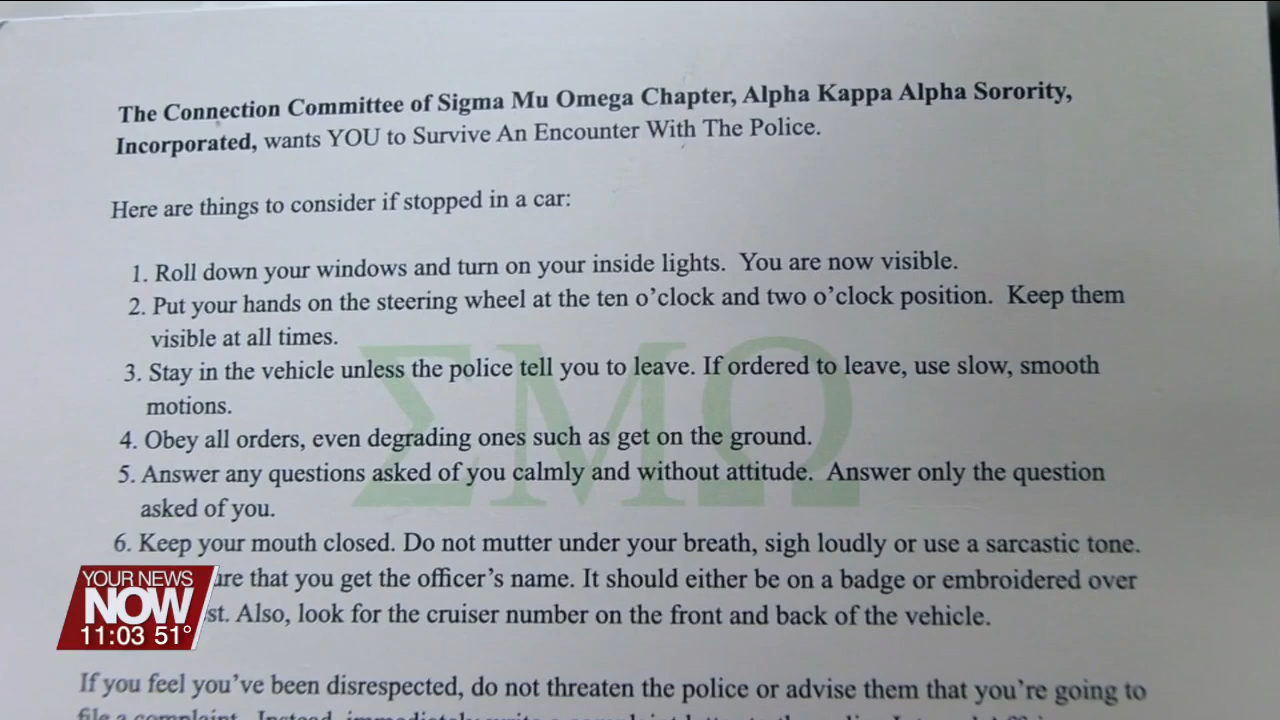 The Connection Committee of Sigma Mu Omega Chapter, Alpha Kappa Alpha Sorority,
Incorporated, wants YOU to Survive An Encounter With The Police.
Here are things to consider if stopped in a car:
1. Roll down your windows and turn on your inside lights.  You are now visible.
2. Put your hands on the steering wheel at the ten o’clock and two o’clock position.  Keep them
visible at all times.
3. Stay in the vehicle unless the police tell you to leave. If ordered to leave, use slow, smooth
motions.
ΣΜΩ
4. Obey all orders, even degrading ones such as get on the ground.
5. Answer any questions asked of you calmly and without attitude.  Answer only the question
asked of you.
6. Keep your mouth closed. Do not mutter under your breath, sigh loudly or use a sarcastic tone.
that you get the officer’s name. It should either be on a badge or embroidered over
Also, look for the cruiser number on the front and back of the vehicle.
YOUR NEWS
NOW
11:03 51°
If you feel you’ve been disrespected, do not threaten the police or advise them that you’re going to
file a complaint.  Instead, immediately write a complaint letter to the